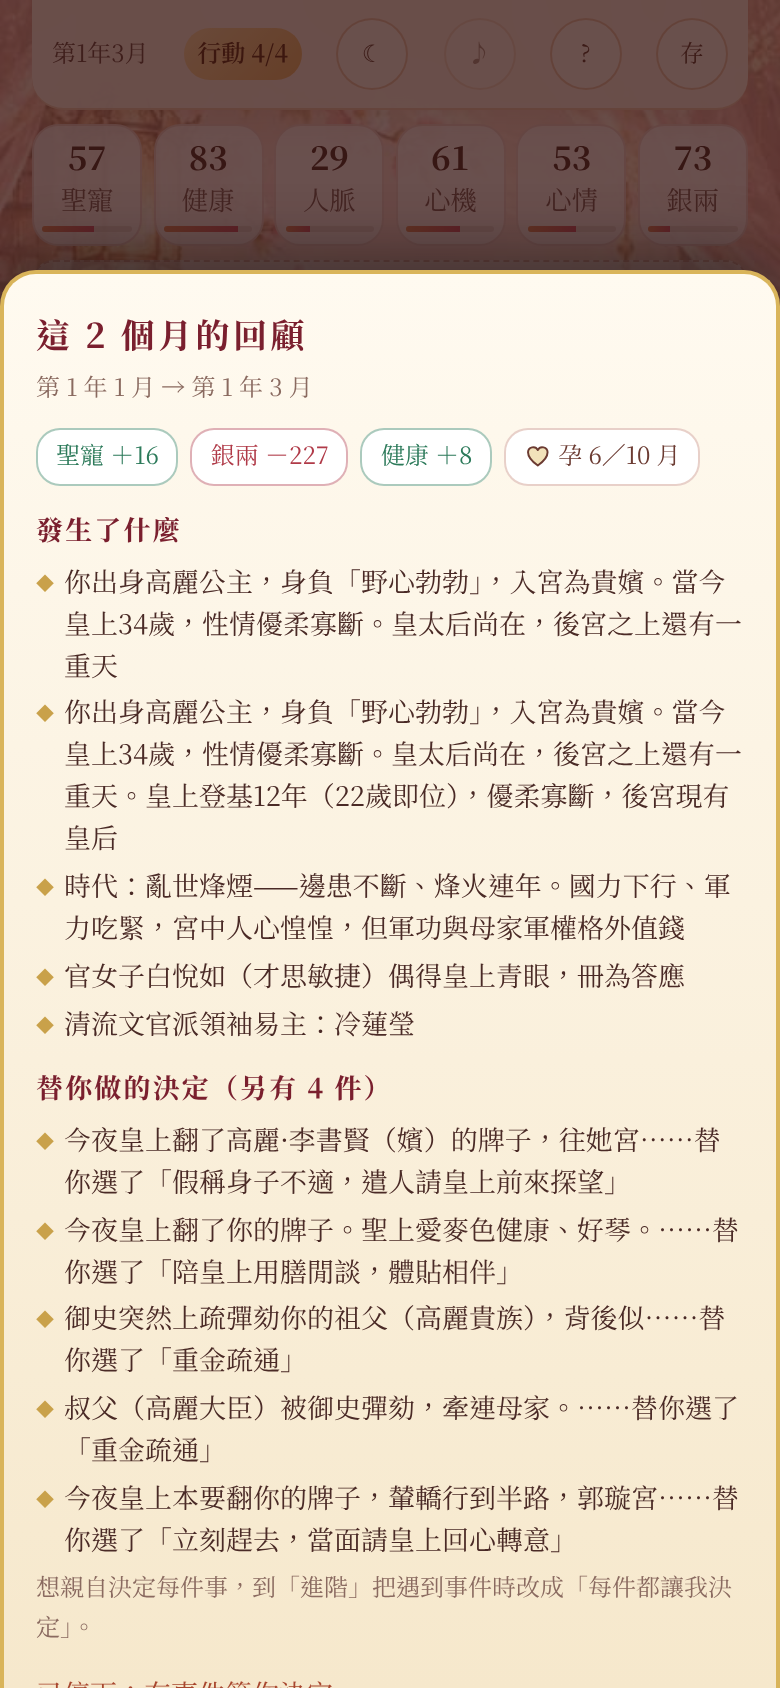 第1年3月 行動 4/4 ☾ ♪ ? 存
57 83 29 61 53 73
聖寵 健康 人脈 心機 心情 銀兩
這 2 個月的回顧
第 1 年 1 月 → 第 1 年 3 月
聖寵 +16 銀兩 −227 健康 +8 孕 6／10 月
發生了什麼
◆ 你出身高麗公主，身負「野心勃勃」，入宮為貴嬪。當今
皇上34歲，性情優柔寡斷。皇太后尚在，後宮之上還有一
重天
◆ 你出身高麗公主，身負「野心勃勃」，入宮為貴嬪。當今
皇上34歲，性情優柔寡斷。皇太后尚在，後宮之上還有一
重天。皇上登基12年（22歲即位），優柔寡斷，後宮現有
皇后
◆ 時代：亂世烽煙——邊患不斷、烽火連年。國力下行、軍
力吃緊，宮中人心惶惶，但軍功與母家軍權格外值錢
◆ 官女子白悅如（才思敏捷）偶得皇上青眼，冊為答應
◆ 清流文官派領袖易主：冷蓮瑩
替你做的決定（另有 4 件）
◆ 今夜皇上翻了高麗·李書賢（嬪）的牌子，往她宮……替
你選了「假稱身子不適，遣人請皇上前來探望」
◆ 今夜皇上翻了你的牌子。聖上愛麥色健康、好琴。……替
你選了「陪皇上用膳閒談，體貼相伴」
◆ 御史突然上疏彈劾你的祖父（高麗貴族），背後似……替
你選了「重金疏通」
◆ 叔父（高麗大臣）被御史彈劾，牽連母家。……替你選了
「重金疏通」
◆ 今夜皇上本要翻你的牌子，輦轎行到半路，郭璇宮……替
你選了「立刻趕去，當面請皇上回心轉意」
想親自決定每件事，到「進階」把遇到事件時改成「每件都讓我決
定」。